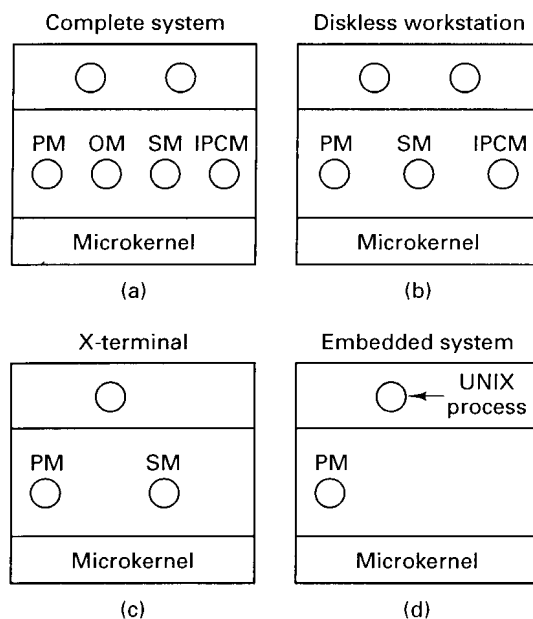 Complete system
PM OM SM IPCM
Microkernel
(a)
Diskless workstation
PM SM IPCM
Microkernel
(b)
X-terminal
PM SM
Microkernel
(c)
Embedded system
UNIX
process
PM
Microkernel
(d)